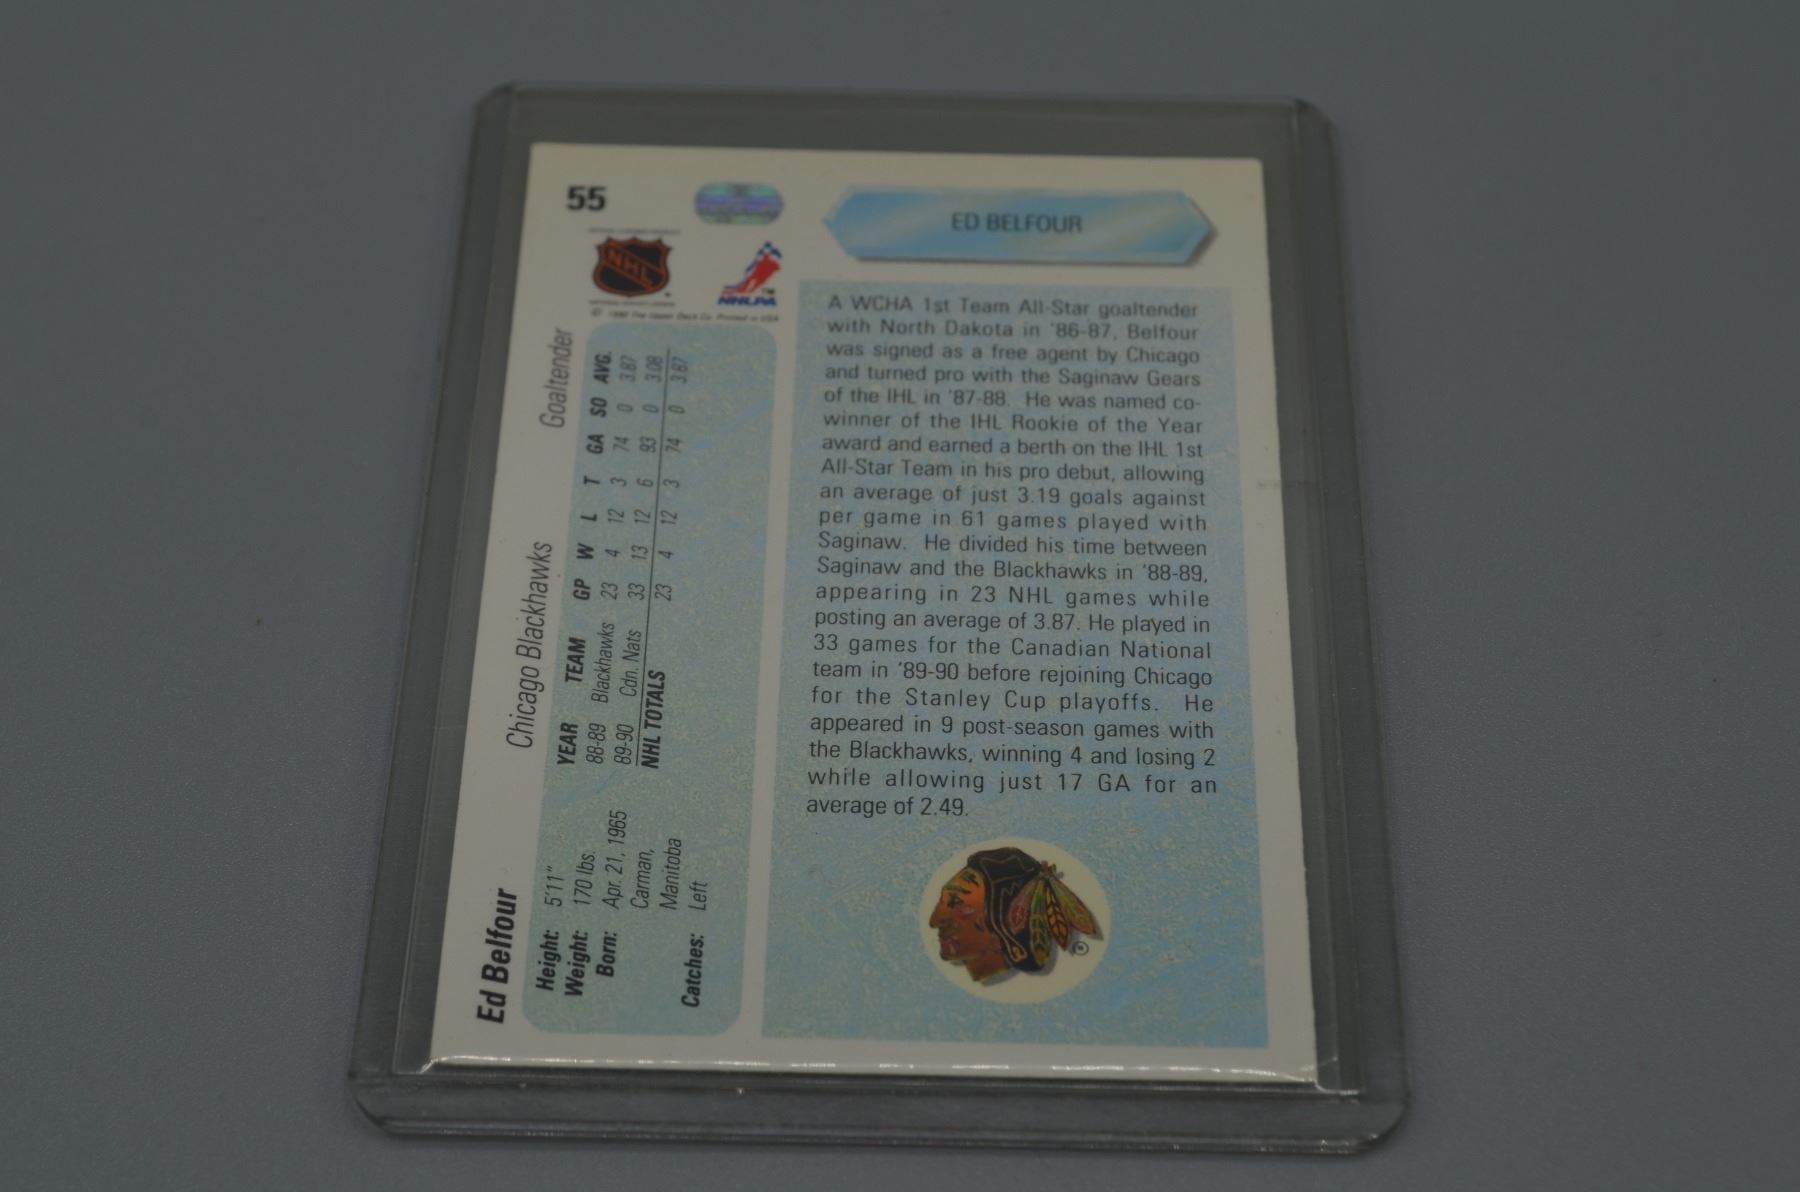 55
NHL
NHLPA
© 1990 The Upper Deck Co. Printed in USA
ED BELFOUR
A WCHA 1st Team All-Star goaltender
with North Dakota in '86-87, Belfour
was signed as a free agent by Chicago
and turned pro with the Saginaw Gears
of the IHL in '87-88. He was named co-
winner of the IHL Rookie of the Year
award and earned a berth on the IHL 1st
All-Star Team in his pro debut, allowing
an average of just 3.19 goals against
per game in 61 games played with
Saginaw. He divided his time between
Saginaw and the Blackhawks in '88-89,
appearing in 23 NHL games while
posting an average of 3.87. He played in
33 games for the Canadian National
team in '89-90 before rejoining Chicago
for the Stanley Cup playoffs. He
appeared in 9 post-season games with
the Blackhawks, winning 4 and losing 2
while allowing just 17 GA for an
average of 2.49.
®
Ed Belfour Chicago Blackhawks Goaltender
Height: 5'11"
Weight: 170 lbs.
Born: Apr. 21, 1965
Carman,
Manitoba
Catches: Left
YEAR TEAM GP W L T GA SO AVG.
88-89 Blackhawks 23 4 12 3 74 0 3.87
89-90 Cdn. Nats 33 13 12 6 93 0 3.08
NHL TOTALS 23 4 12 3 74 0 3.87